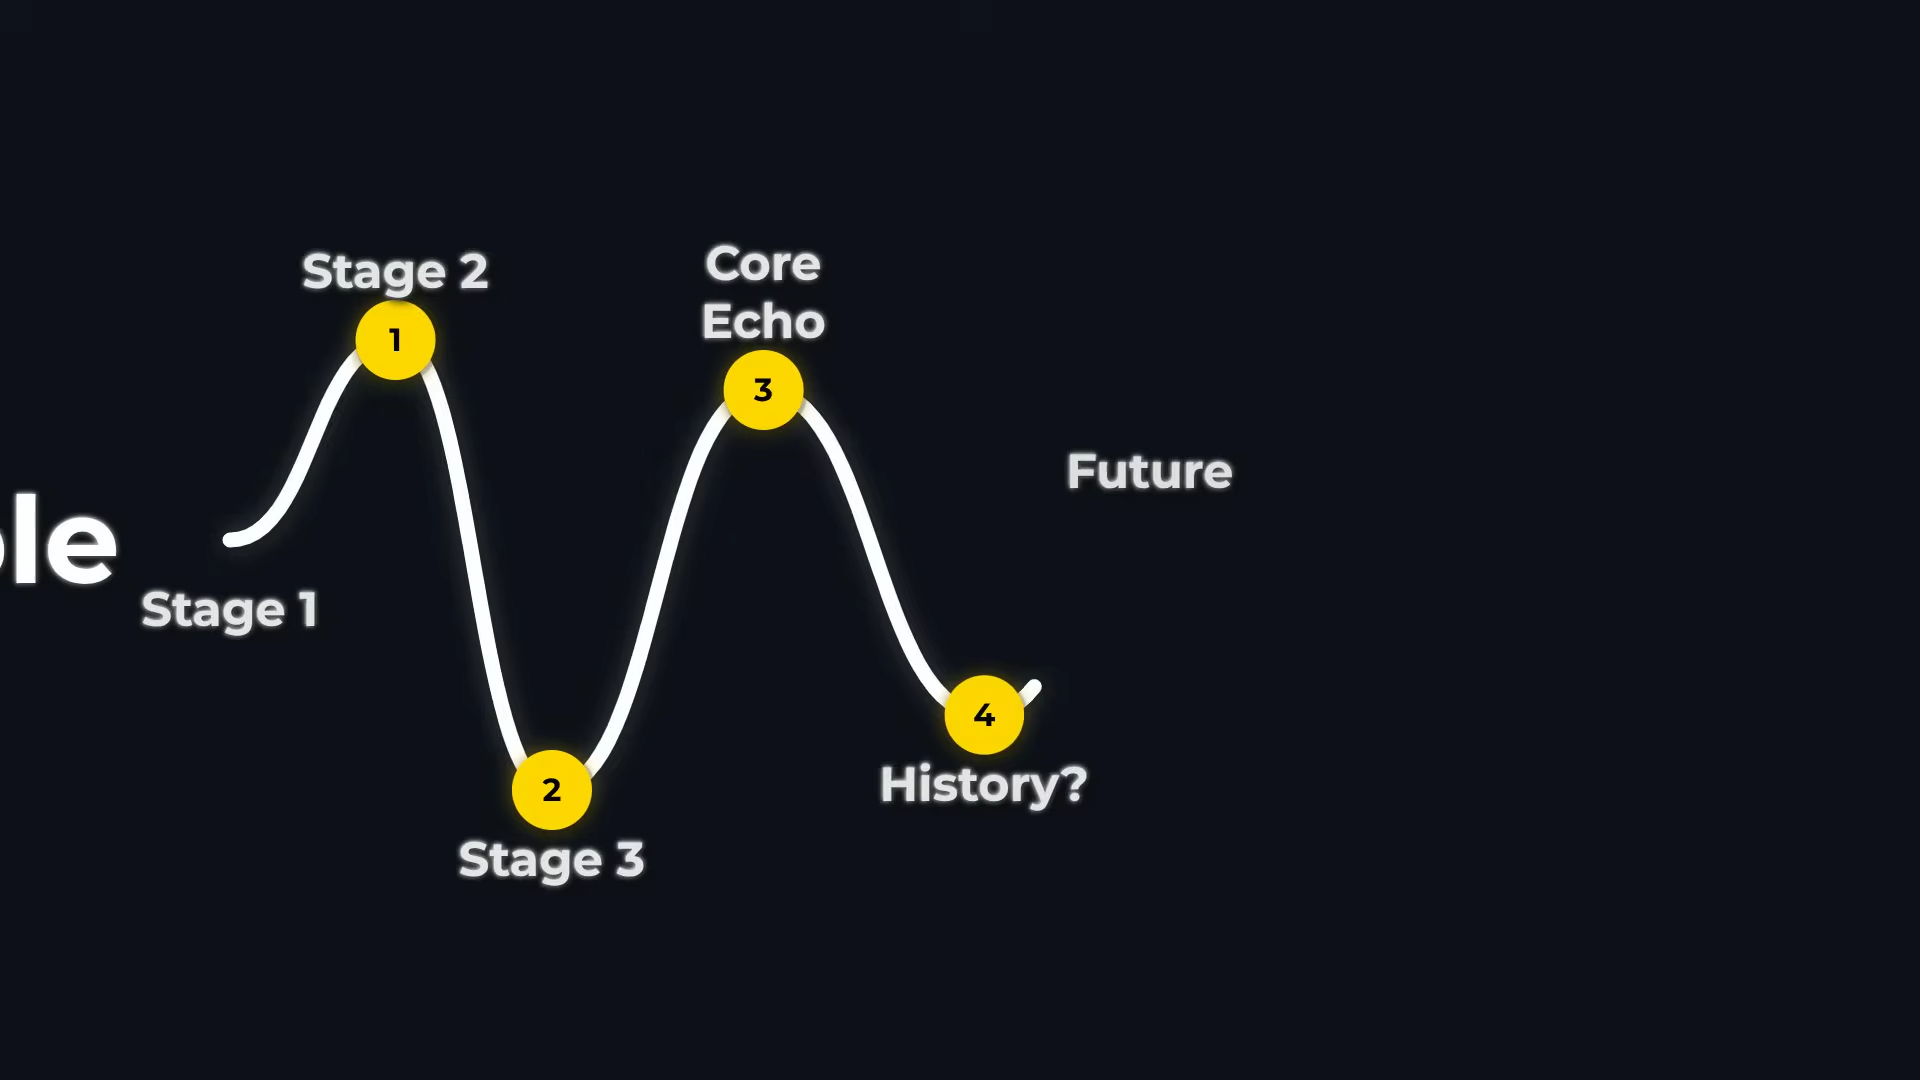 Stage 2
1
Core
Echo
3
Future
Stage 1
4
History?
2
Stage 3